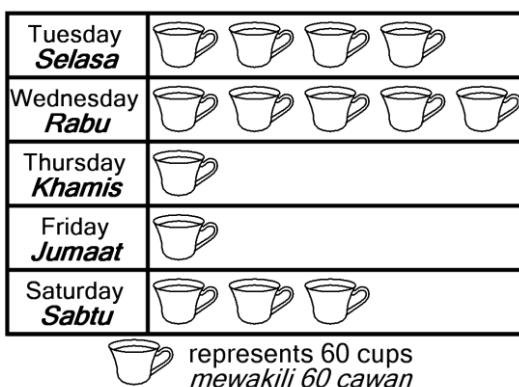 Tuesday
Selasa
Wednesday
Rabu
Thursday
Khamis
Friday
Jumaat
Saturday
Sabtu
represents 60 cups
mewakili 60 cawan